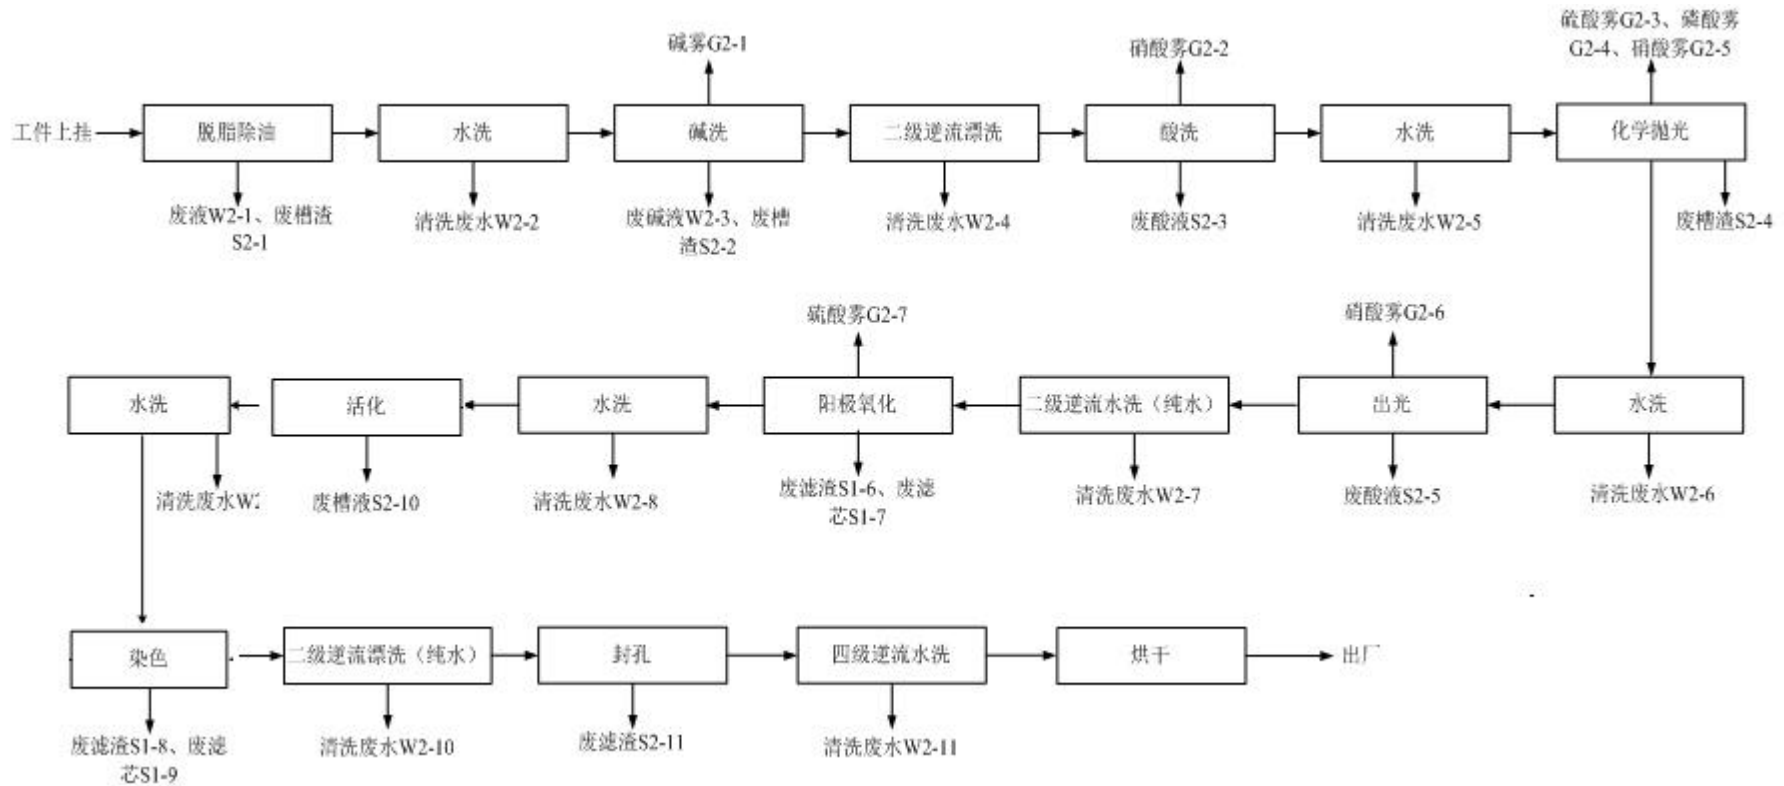 碱雾G2-1
硝酸雾G2-2
硫酸雾G2-3、磷酸雾
G2-4、硝酸雾G2-5
工件上挂
脱脂除油
水洗
碱洗
二级逆流漂洗
酸洗
水洗
化学抛光
废液W2-1、废槽渣
S2-1
清洗废水W2-2
废碱液W2-3、废槽
渣S2-2
清洗废水W2-4
废酸液S2-3
清洗废水W2-5
废槽渣S2-4
硫酸雾G2-7
硝酸雾G2-6
水洗
活化
水洗
阳极氧化
二级逆流水洗（纯水）
出光
水洗
清洗废水W2
废槽液S2-10
清洗废水W2-8
废滤渣S1-6、废滤
芯S1-7
清洗废水W2-7
废酸液S2-5
清洗废水W2-6
染色
二级逆流漂洗（纯水）
封孔
四级逆流水洗
烘干
出厂
废滤渣S1-8、废滤
芯S1-9
清洗废水W2-10
废滤渣S2-11
清洗废水W2-11